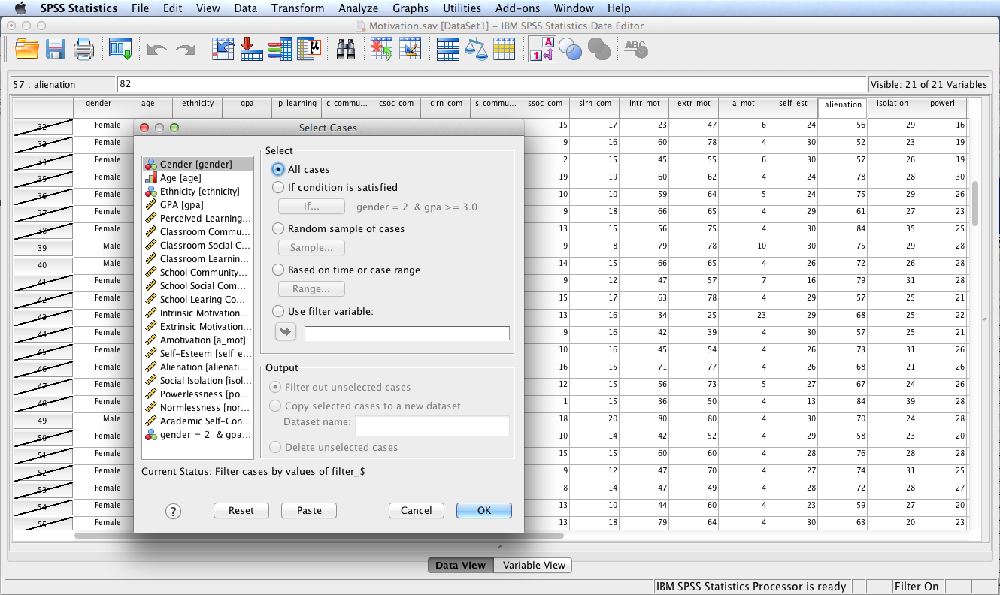 SPSS Statistics File Edit View Data Transform Analyze Graphs Utilities Add-ons Window Help
Motivation.sav [DataSet1] – IBM SPSS Statistics Data Editor
57 : alienation 82 Visible: 21 of 21 Variables
gender age ethnicity gpa p_learning c_commu... csoc_com clrn_com s_commu... ssoc_com slrn_com intr_mot extr_mot a_mot self_est alienation isolation powerl
32 Female 15 17 23 47 6 24 56 29 16
33 Female 9 16 60 78 4 30 52 23 19
34 Female 2 15 45 55 6 30 57 26 19
35 Female 19 19 60 62 4 24 78 28 30
36 Female 10 10 59 64 5 24 75 29 26
37 Female 9 18 66 65 4 29 61 27 23
38 Female 13 15 56 75 4 30 84 35 25
39 Male 9 8 79 78 10 30 75 29 28
40 Male 14 15 66 65 4 26 72 26 28
41 Female 9 12 47 57 7 16 79 31 28
42 Female 15 17 63 78 4 29 57 25 21
43 Female 13 16 34 25 23 29 68 25 22
44 Female 9 16 42 39 4 30 57 25 21
45 Female 10 16 45 54 4 26 73 31 26
46 Female 16 15 71 77 4 26 68 21 26
47 Female 12 15 56 73 5 27 67 24 26
48 Female 1 15 36 50 4 13 84 39 28
49 Male 18 20 80 80 4 30 70 24 28
50 Female 10 14 42 52 4 29 58 23 20
51 Female 15 15 60 60 4 28 76 28 28
52 Female 9 12 47 70 4 27 74 31 25
53 Female 8 14 47 49 4 28 72 28 27
54 Female 13 10 44 60 4 23 59 27 20
55 Female 13 18 79 64 4 30 63 20 23
Select Cases
Gender [gender]
Age [age]
Ethnicity [ethnicity]
GPA [gpa]
Perceived Learning...
Classroom Commu...
Classroom Social C...
Classroom Learnin...
School Community...
School Social Com...
School Learing Co...
Intrinsic Motivation...
Extrinsic Motivation...
Amotivation [a_mot]
Self-Esteem [self_e...
Alienation [alienati...
Social Isolation [isol...
Powerlessness [po...
Normlessness [nor...
Academic Self-Con...
gender = 2 & gpa...
Select
All cases
If condition is satisfied
If... gender = 2 & gpa >= 3.0
Random sample of cases
Sample...
Based on time or case range
Range...
Use filter variable:
Output
Filter out unselected cases
Copy selected cases to a new dataset
Dataset name:
Delete unselected cases
Current Status: Filter cases by values of filter_$
? Reset Paste Cancel OK
Data View Variable View
IBM SPSS Statistics Processor is ready Filter On